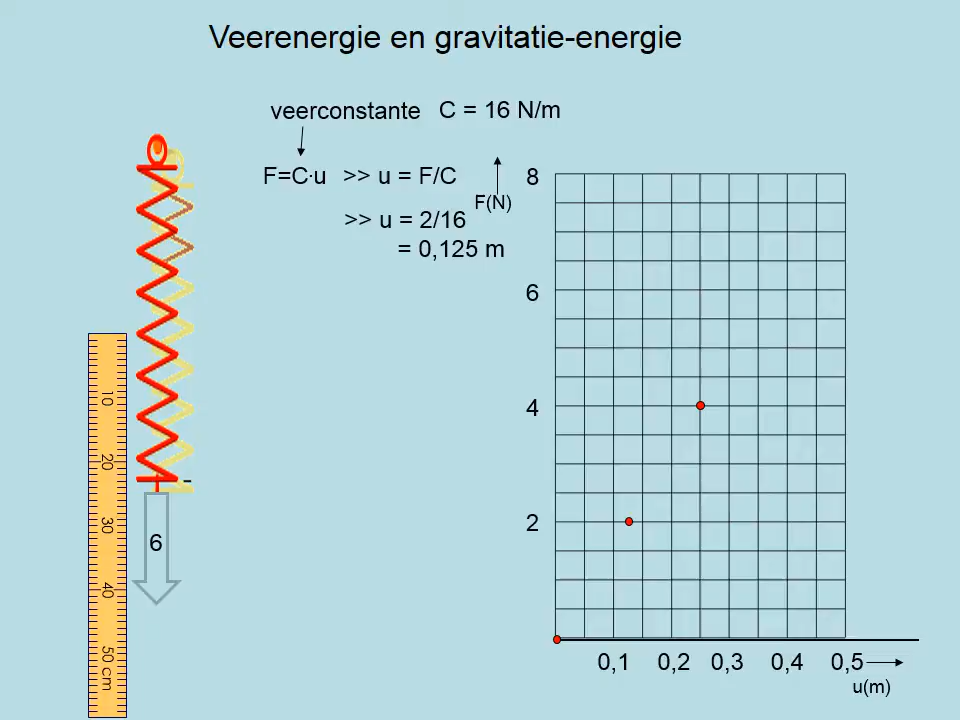 Veerenergie en gravitatie-energie
veerconstante C = 16 N/m
F=C·u >> u = F/C
F(N)
>> u = 2/16
= 0,125 m
8
6
4
2
0,1 0,2 0,3 0,4 0,5
u(m)
10
20
30
40
50 cm
6